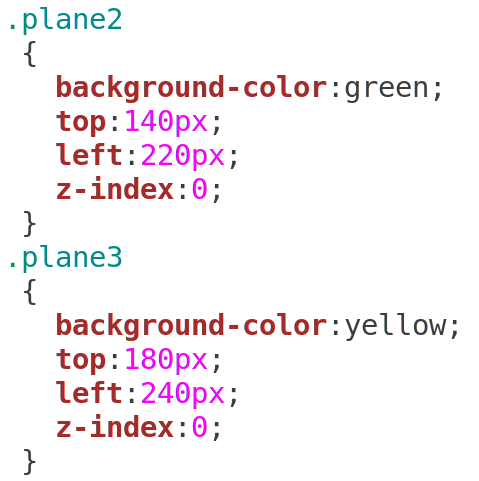 .plane2
 {
   background-color:green;
   top:140px;
   left:220px;
   z-index:0;
 }
.plane3
 {
   background-color:yellow;
   top:180px;
   left:240px;
   z-index:0;
 }